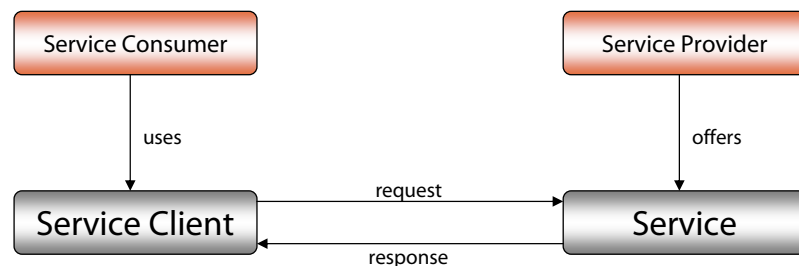 Service Consumer
Service Provider
uses
offers
request
Service Client
Service
response